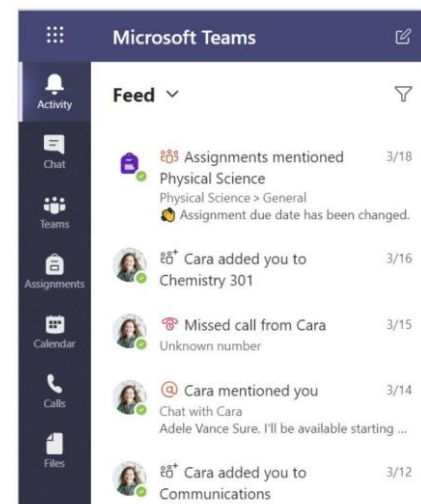 Microsoft Teams
Activity
Chat
Teams
Assignments
Calendar
Calls
Files
Feed
Assignments mentioned 3/18
Physical Science
Physical Science > General
Assignment due date has been changed.
Cara added you to 3/16
Chemistry 301
Missed call from Cara 3/15
Unknown number
Cara mentioned you 3/14
Chat with Cara
Adele Vance Sure. I'll be available starting ...
Cara added you to 3/12
Communications